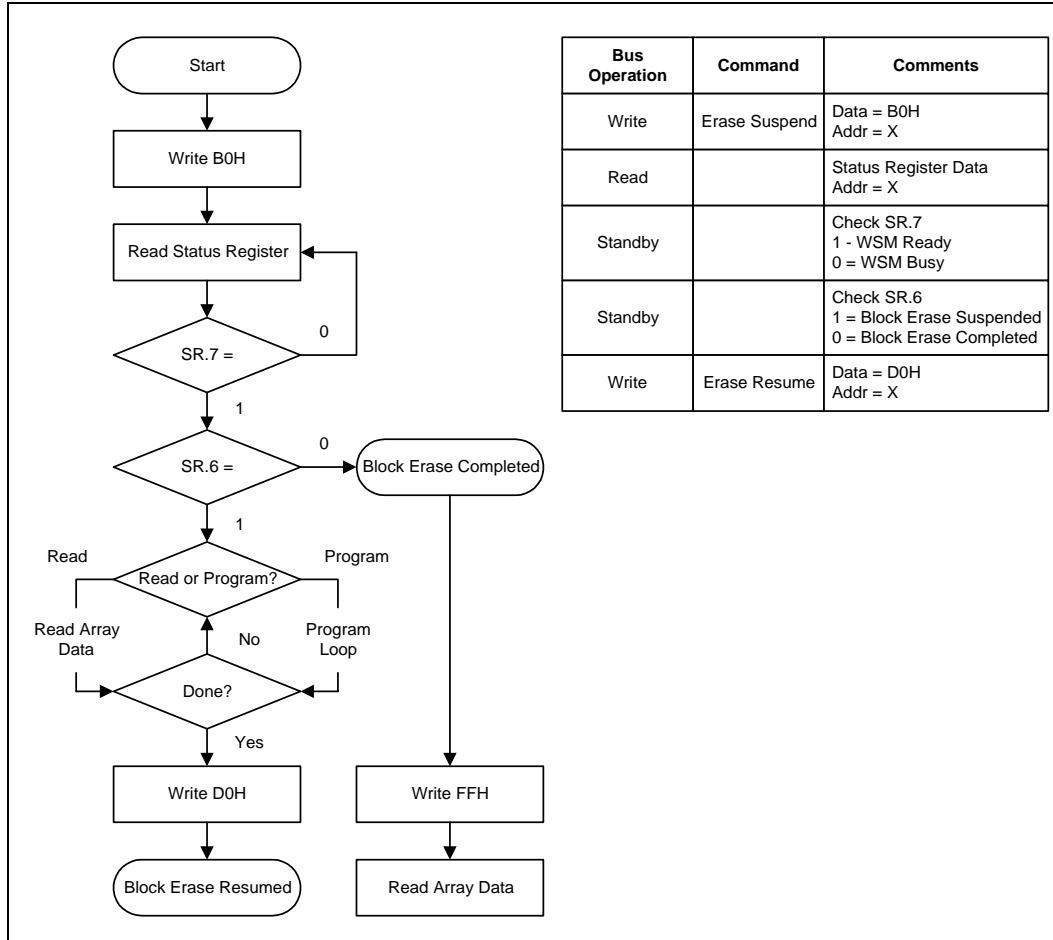 Start
Write B0H
Read Status Register
0
SR.7 =
1
0
SR.6 =
Block Erase Completed
1
Read
Program
Read or Program?
Read Array
Data
No
Program
Loop
Done?
Yes
Write D0H
Write FFH
Block Erase Resumed
Read Array Data
Bus
Operation
Command
Comments
Write
Erase Suspend
Data = B0H
Addr = X
Read
Status Register Data
Addr = X
Standby
Check SR.7
1 - WSM Ready
0 = WSM Busy
Standby
Check SR.6
1 = Block Erase Suspended
0 = Block Erase Completed
Write
Erase Resume
Data = D0H
Addr = X